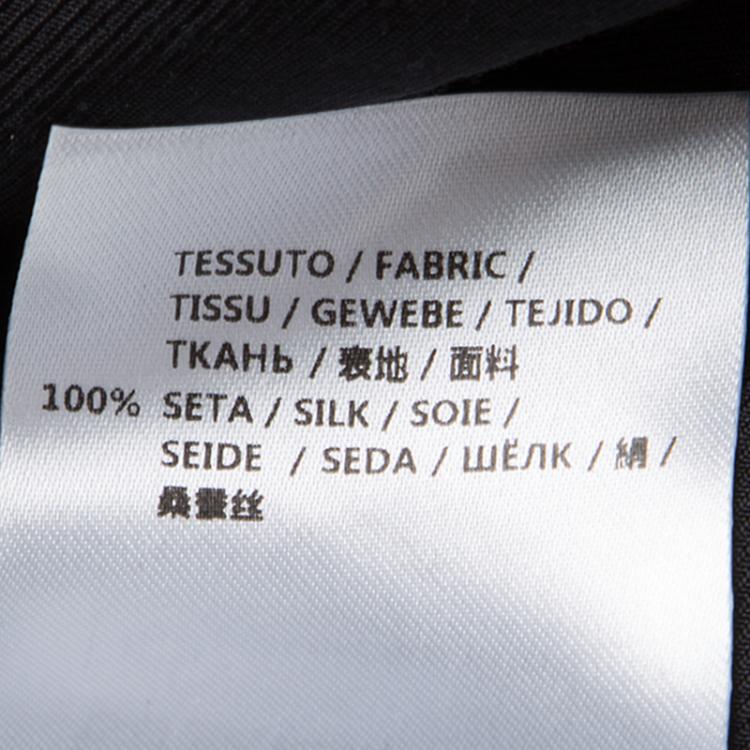 TESSUTO / FABRIC /
TISSU / GEWEBE / TEJIDO /
ТКАНЬ / 裏地 / 面料
100% SETA / SILK / SOIE /
SEIDE / SEDA / ШЁЛК / 絹 /
桑蚕丝